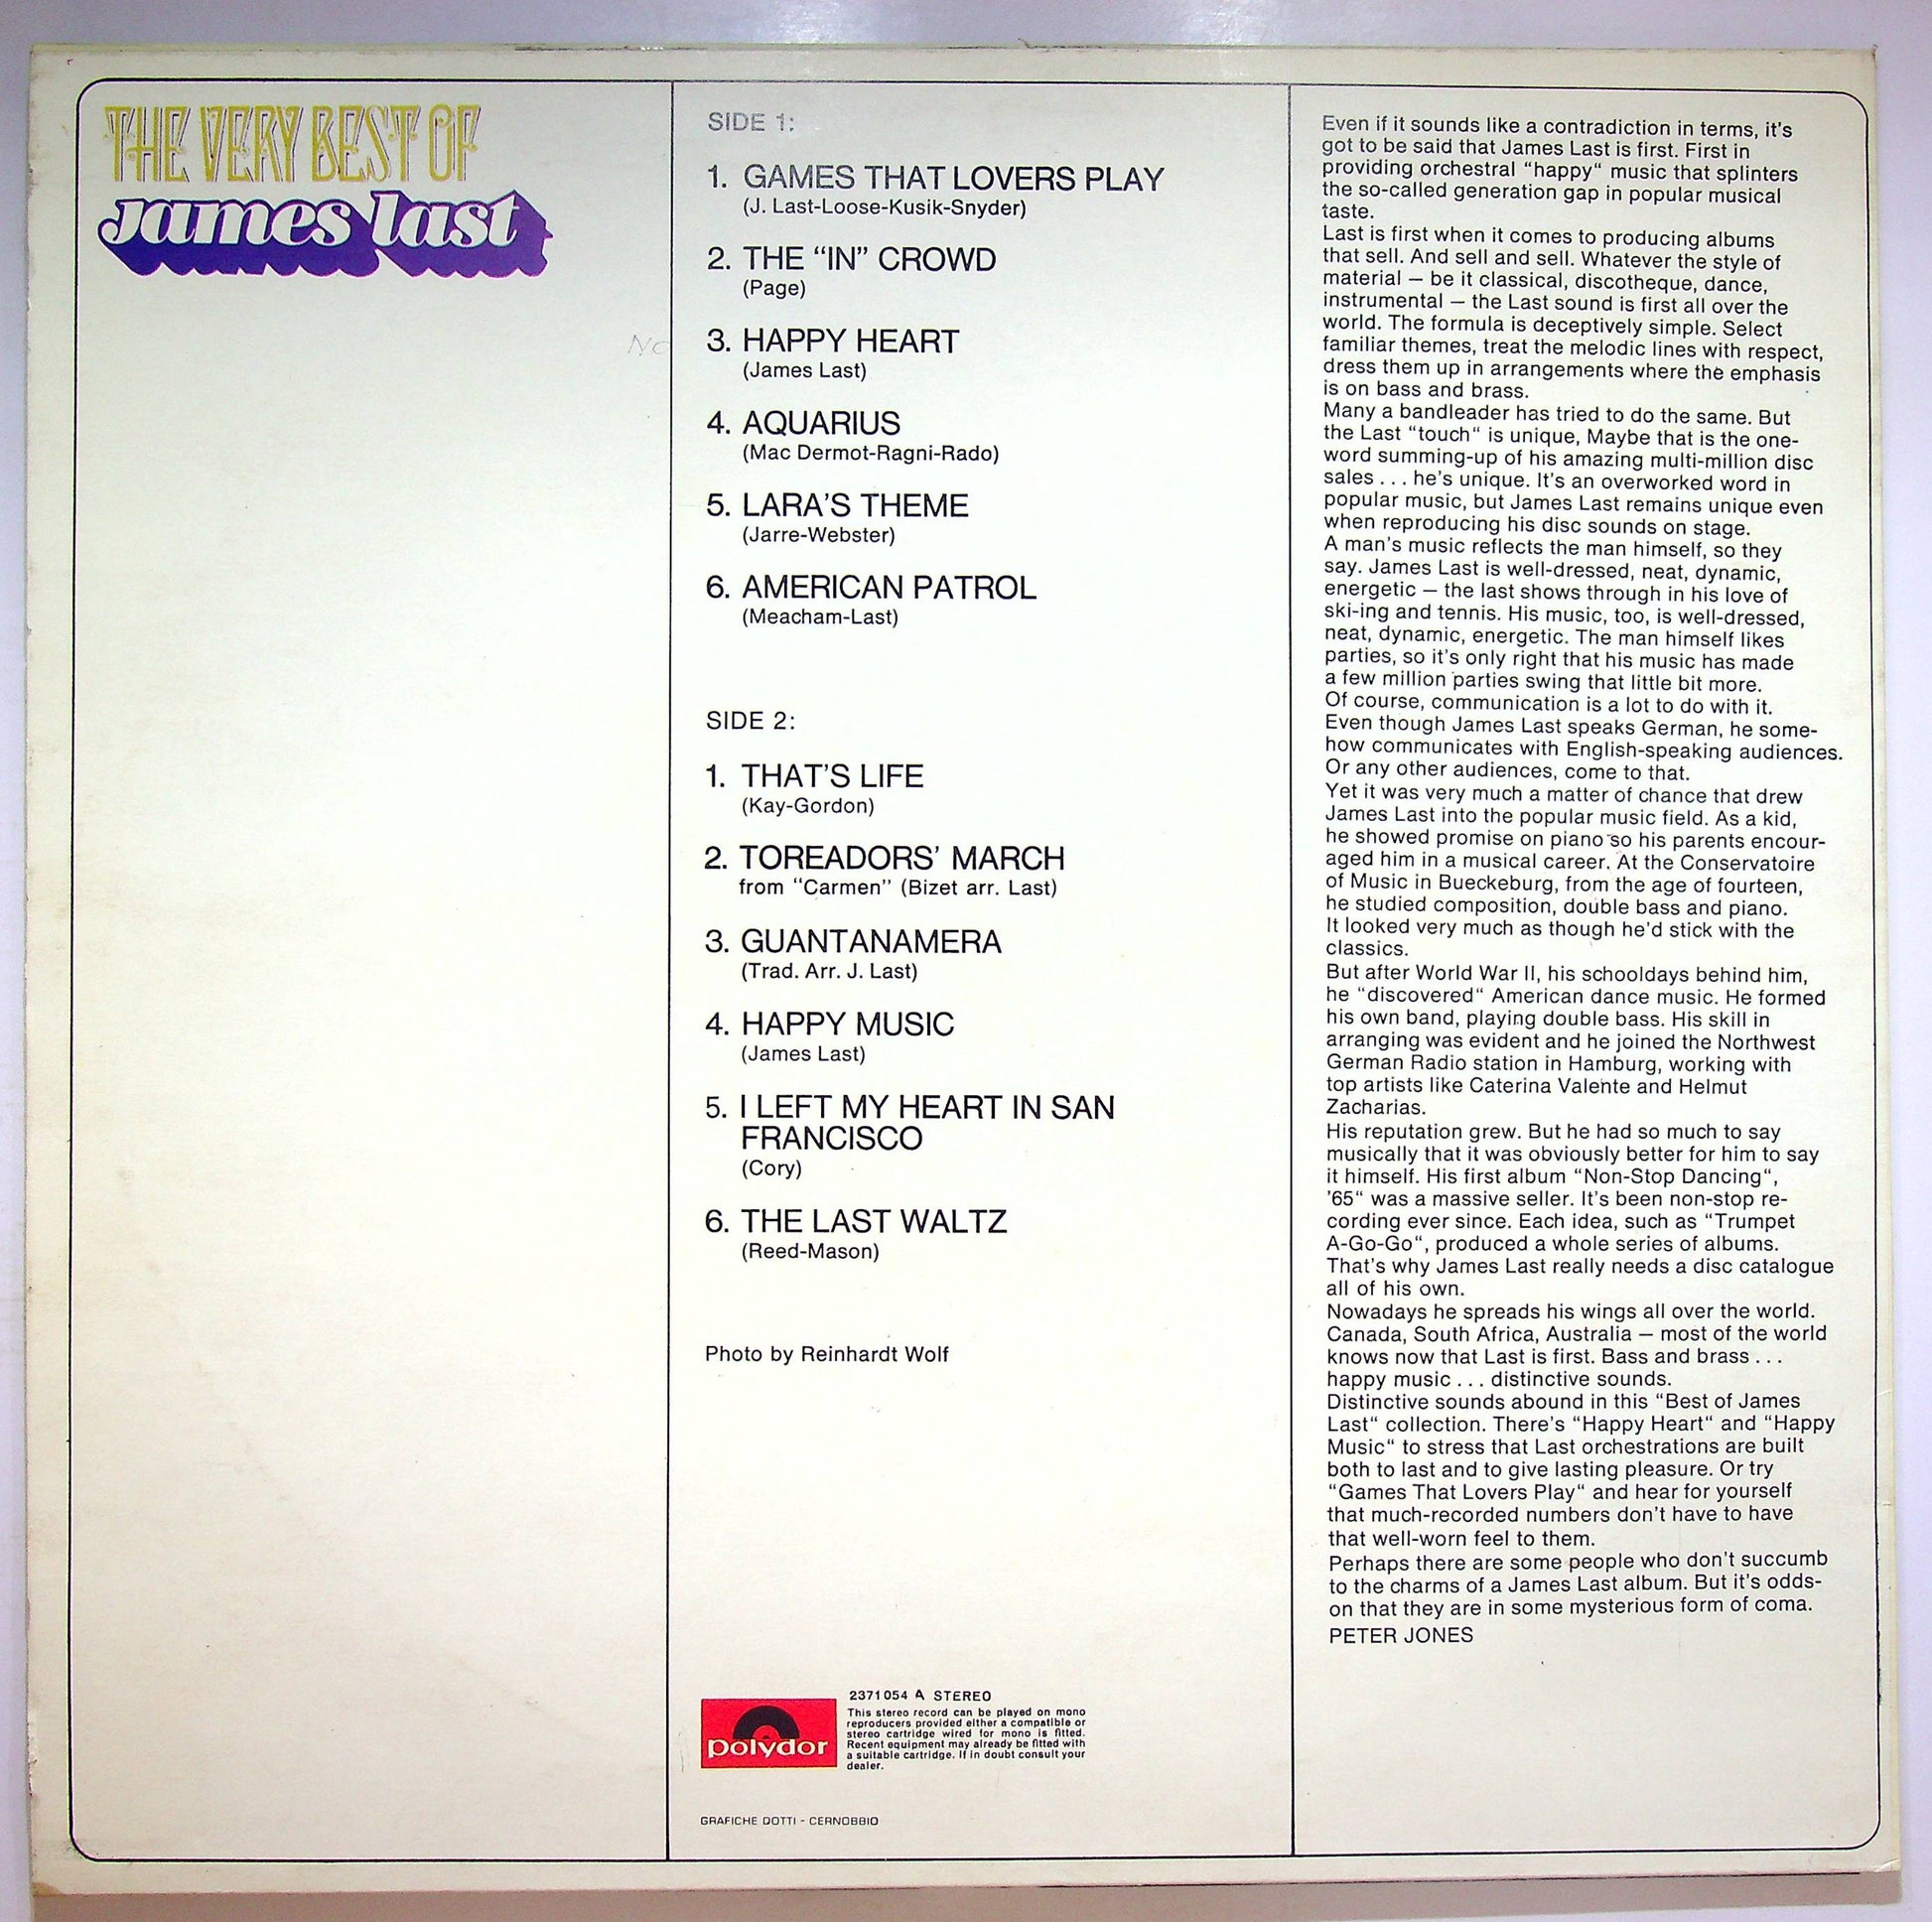 THE VERY BEST OF
james last
SIDE 1:
1. GAMES THAT LOVERS PLAY
(J. Last-Loose-Kusik-Snyder)
2. THE “IN” CROWD
(Page)
3. HAPPY HEART
(James Last)
4. AQUARIUS
(Mac Dermot-Ragni-Rado)
5. LARA’S THEME
(Jarre-Webster)
6. AMERICAN PATROL
(Meacham-Last)
SIDE 2:
1. THAT’S LIFE
(Kay-Gordon)
2. TOREADORS’ MARCH
from “Carmen” (Bizet arr. Last)
3. GUANTANAMERA
(Trad. Arr. J. Last)
4. HAPPY MUSIC
(James Last)
5. I LEFT MY HEART IN SAN
FRANCISCO
(Cory)
6. THE LAST WALTZ
(Reed-Mason)
Photo by Reinhardt Wolf
polydor
2371 054 A STEREO
This stereo record can be played on mono
reproducers provided either a compatible or
stereo cartridge wired for mono is fitted.
Recent equipment may already be fitted with
a suitable cartridge. If in doubt consult your
dealer.
GRAFICHE DOTTI - CERNOBBIO
Even if it sounds like a contradiction in terms, it’s
got to be said that James Last is first. First in
providing orchestral “happy“ music that splinters
the so-called generation gap in popular musical
taste.
Last is first when it comes to producing albums
that sell. And sell and sell. Whatever the style of
material – be it classical, discotheque, dance,
instrumental – the Last sound is first all over the
world. The formula is deceptively simple. Select
familiar themes, treat the melodic lines with respect,
dress them up in arrangements where the emphasis
is on bass and brass.
Many a bandleader has tried to do the same. But
the Last “touch“ is unique, Maybe that is the one-
word summing-up of his amazing multi-million disc
sales . . . he’s unique. It’s an overworked word in
popular music, but James Last remains unique even
when reproducing his disc sounds on stage.
A man’s music reflects the man himself, so they
say. James Last is well-dressed, neat, dynamic,
energetic – the last shows through in his love of
ski-ing and tennis. His music, too, is well-dressed,
neat, dynamic, energetic. The man himself likes
parties, so it’s only right that his music has made
a few million parties swing that little bit more.
Of course, communication is a lot to do with it.
Even though James Last speaks German, he some-
how communicates with English-speaking audiences.
Or any other audiences, come to that.
Yet it was very much a matter of chance that drew
James Last into the popular music field. As a kid,
he showed promise on piano so his parents encour-
aged him in a musical career. At the Conservatoire
of Music in Bueckeburg, from the age of fourteen,
he studied composition, double bass and piano.
It looked very much as though he’d stick with the
classics.
But after World War II, his schooldays behind him,
he “discovered“ American dance music. He formed
his own band, playing double bass. His skill in
arranging was evident and he joined the Northwest
German Radio station in Hamburg, working with
top artists like Caterina Valente and Helmut
Zacharias.
His reputation grew. But he had so much to say
musically that it was obviously better for him to say
it himself. His first album “Non-Stop Dancing“,
’65“ was a massive seller. It’s been non-stop re-
cording ever since. Each idea, such as “Trumpet
A-Go-Go“, produced a whole series of albums.
That’s why James Last really needs a disc catalogue
all of his own.
Nowadays he spreads his wings all over the world.
Canada, South Africa, Australia – most of the world
knows now that Last is first. Bass and brass . . .
happy music . . . distinctive sounds.
Distinctive sounds abound in this “Best of James
Last“ collection. There’s “Happy Heart“ and “Happy
Music“ to stress that Last orchestrations are built
both to last and to give lasting pleasure. Or try
“Games That Lovers Play“ and hear for yourself
that much-recorded numbers don’t have to have
that well-worn feel to them.
Perhaps there are some people who don’t succumb
to the charms of a James Last album. But it’s odds-
on that they are in some mysterious form of coma.
PETER JONES